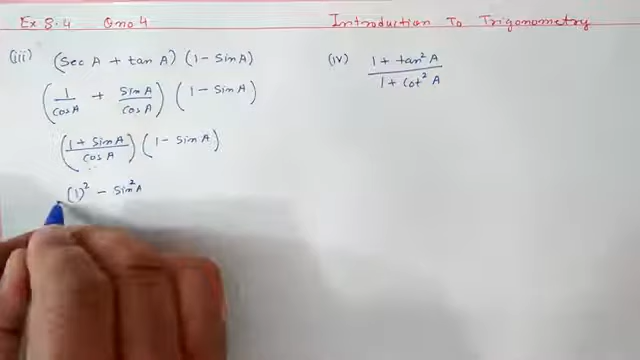 Ex 8.4 Qno 4 Introduction To Trigonometry
(iii) (Sec A + tan A) (1 - Sin A)
(1/cos A + Sin A/cos A) (1 - Sin A)
(1 + Sin A/cos A) (1 - Sin A)
(1)² - Sin² A
(iv) 1 + tan² A
1 + Cot² A